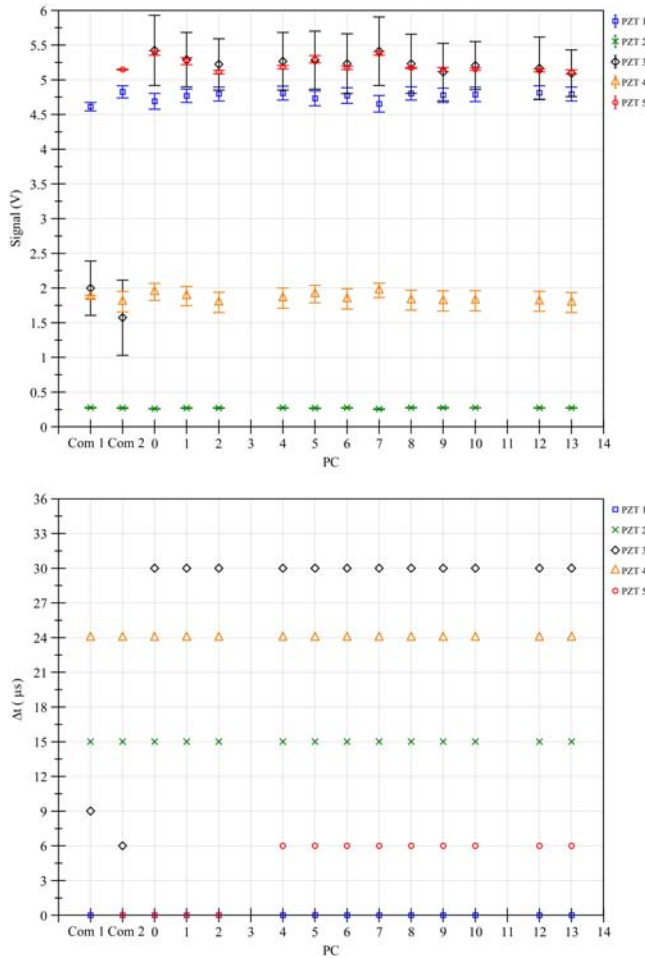 6
5.5
5
4.5
4
3.5
3
2.5
2
1.5
1
0.5
0
Signal (V)
Com 1 Com 2 0 1 2 3 4 5 6 7 8 9 10 11 12 13 14
PC
PZT 1
PZT 2
PZT 3
PZT 4
PZT 5
36
33
30
27
24
21
18
15
12
9
6
3
0
Δt ( μs)
Com 1 Com 2 0 1 2 3 4 5 6 7 8 9 10 11 12 13 14
PC
PZT 1
PZT 2
PZT 3
PZT 4
PZT 5